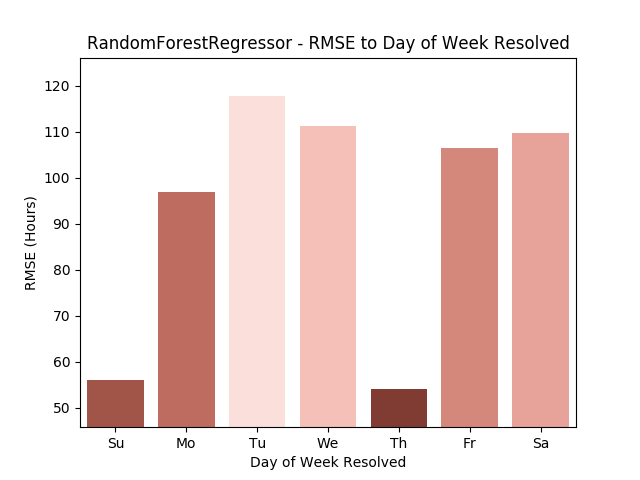 RandomForestRegressor - RMSE to Day of Week Resolved
120
110
100
90
80
70
60
50
RMSE (Hours)
Su Mo Tu We Th Fr Sa
Day of Week Resolved